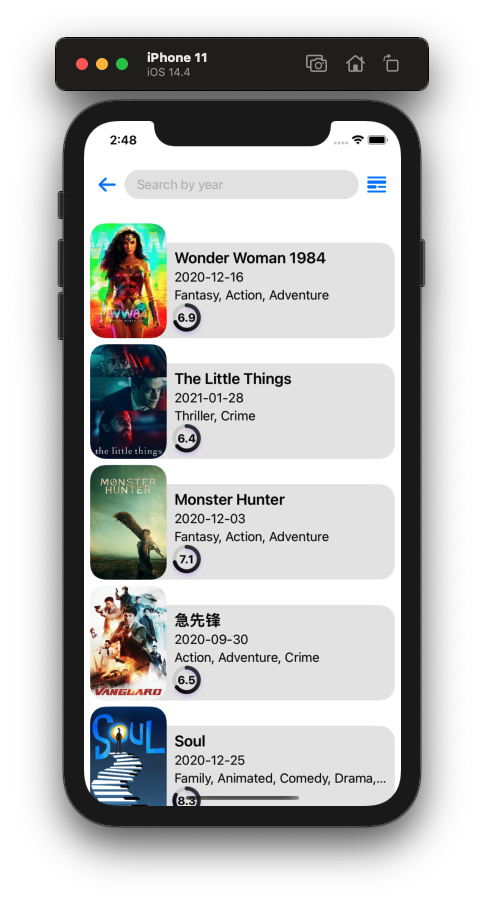 iPhone 11
iOS 14.4
2:48
Search by year
WW84
Wonder Woman 1984
2020-12-16
Fantasy, Action, Adventure
6.9
the little things
The Little Things
2021-01-28
Thriller, Crime
6.4
MONSTER
HUNTER
Monster Hunter
2020-12-03
Fantasy, Action, Adventure
7.1
VANGUARD
急先锋
2020-09-30
Action, Adventure, Crime
6.5
SOUL
Soul
2020-12-25
Family, Animated, Comedy, Drama,...
8.3